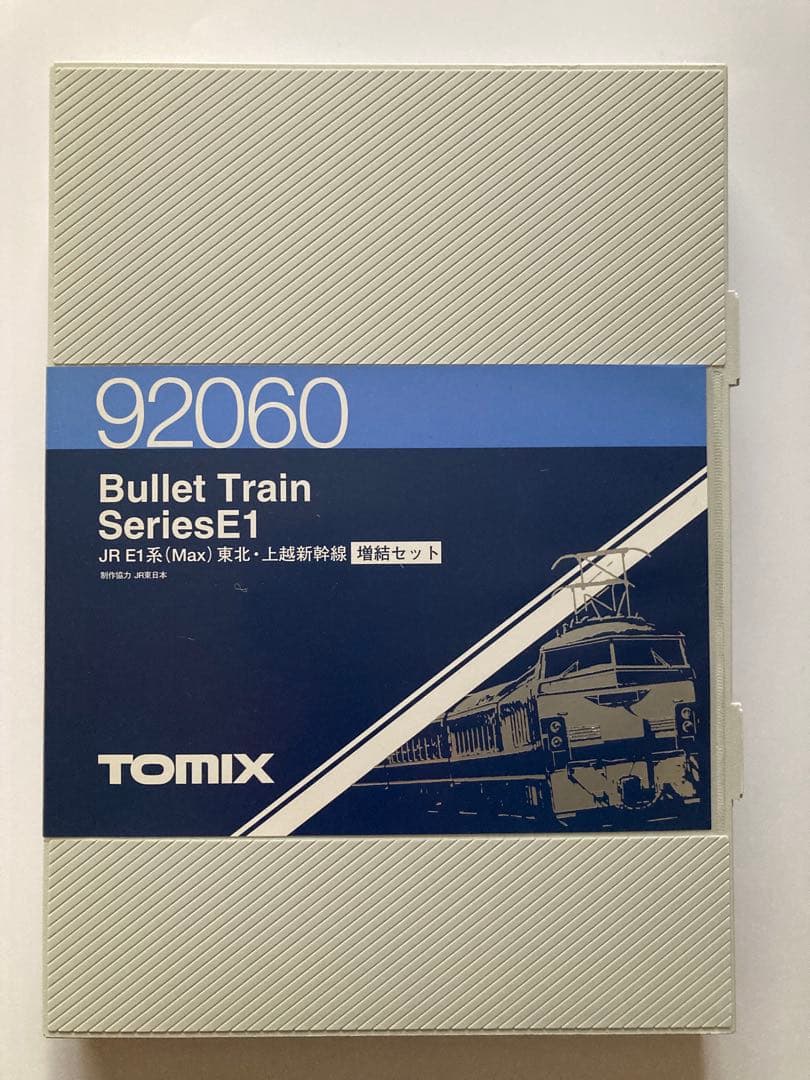 92060
Bullet Train
SeriesE1
JR E1系(Max) 東北・上越新幹線 増結セット
制作協力 JR東日本
TOMIX